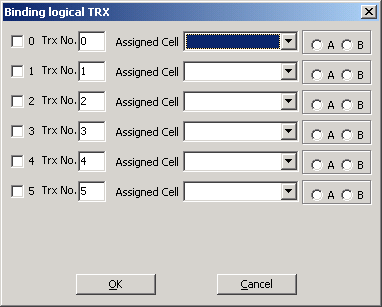 Binding logical TRX
0 Trx No. 0 Assigned Cell A B
1 Trx No. 1 Assigned Cell A B
2 Trx No. 2 Assigned Cell A B
3 Trx No. 3 Assigned Cell A B
4 Trx No. 4 Assigned Cell A B
5 Trx No. 5 Assigned Cell A B
OK Cancel